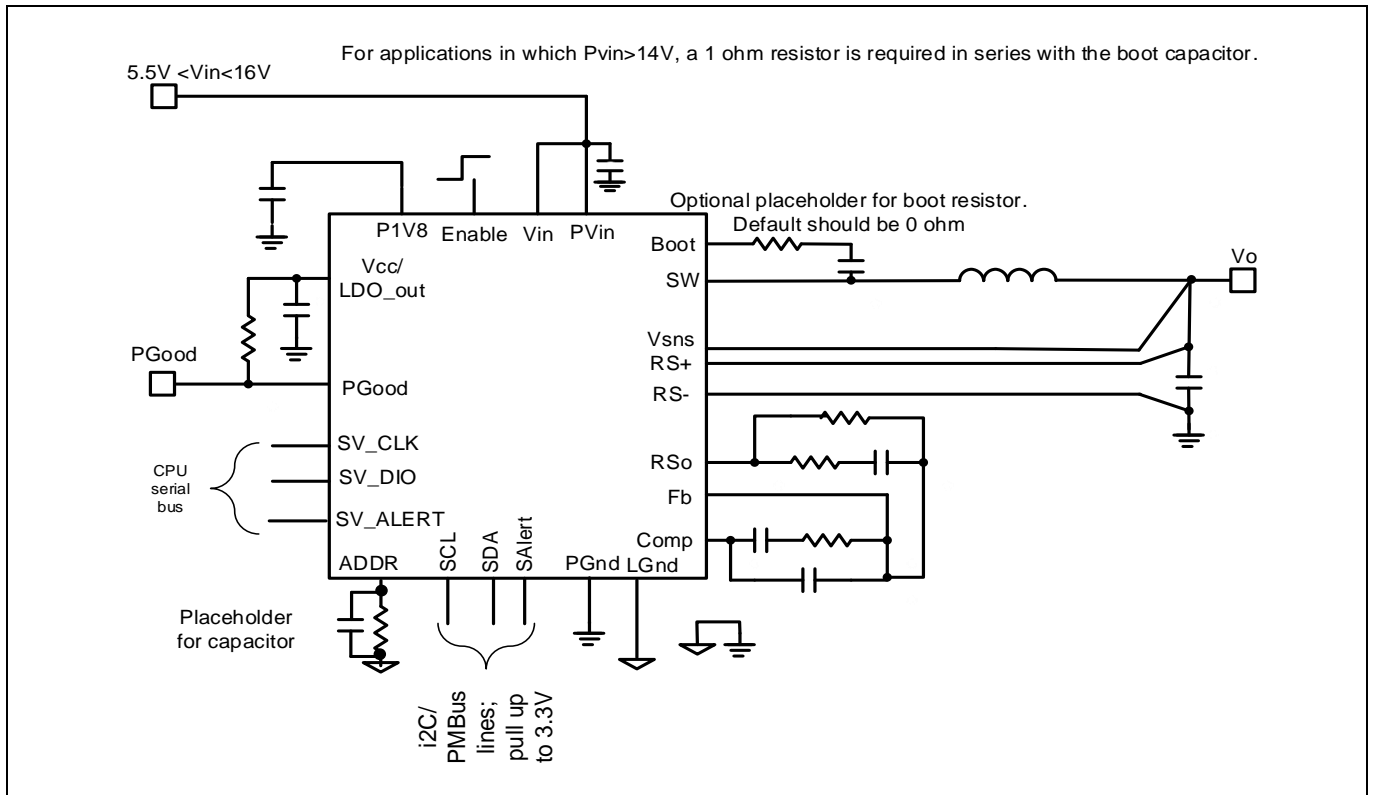 For applications in which Pvin>14V, a 1 ohm resistor is required in series with the boot capacitor.
5.5V <Vin<16V
Optional placeholder for boot resistor.
Default should be 0 ohm
P1V8
Enable
Vin
PVin
Boot
SW
Vo
Vcc/
LDO_out
Vsns
RS+
RS-
PGood
PGood
SV_CLK
SV_DIO
SV_ALERT
CPU
serial
bus
RSo
Fb
Comp
ADDR
SCL
SDA
SAlert
PGnd
LGnd
Placeholder
for capacitor
i2C/
PMBus
lines;
pull up
to 3.3V